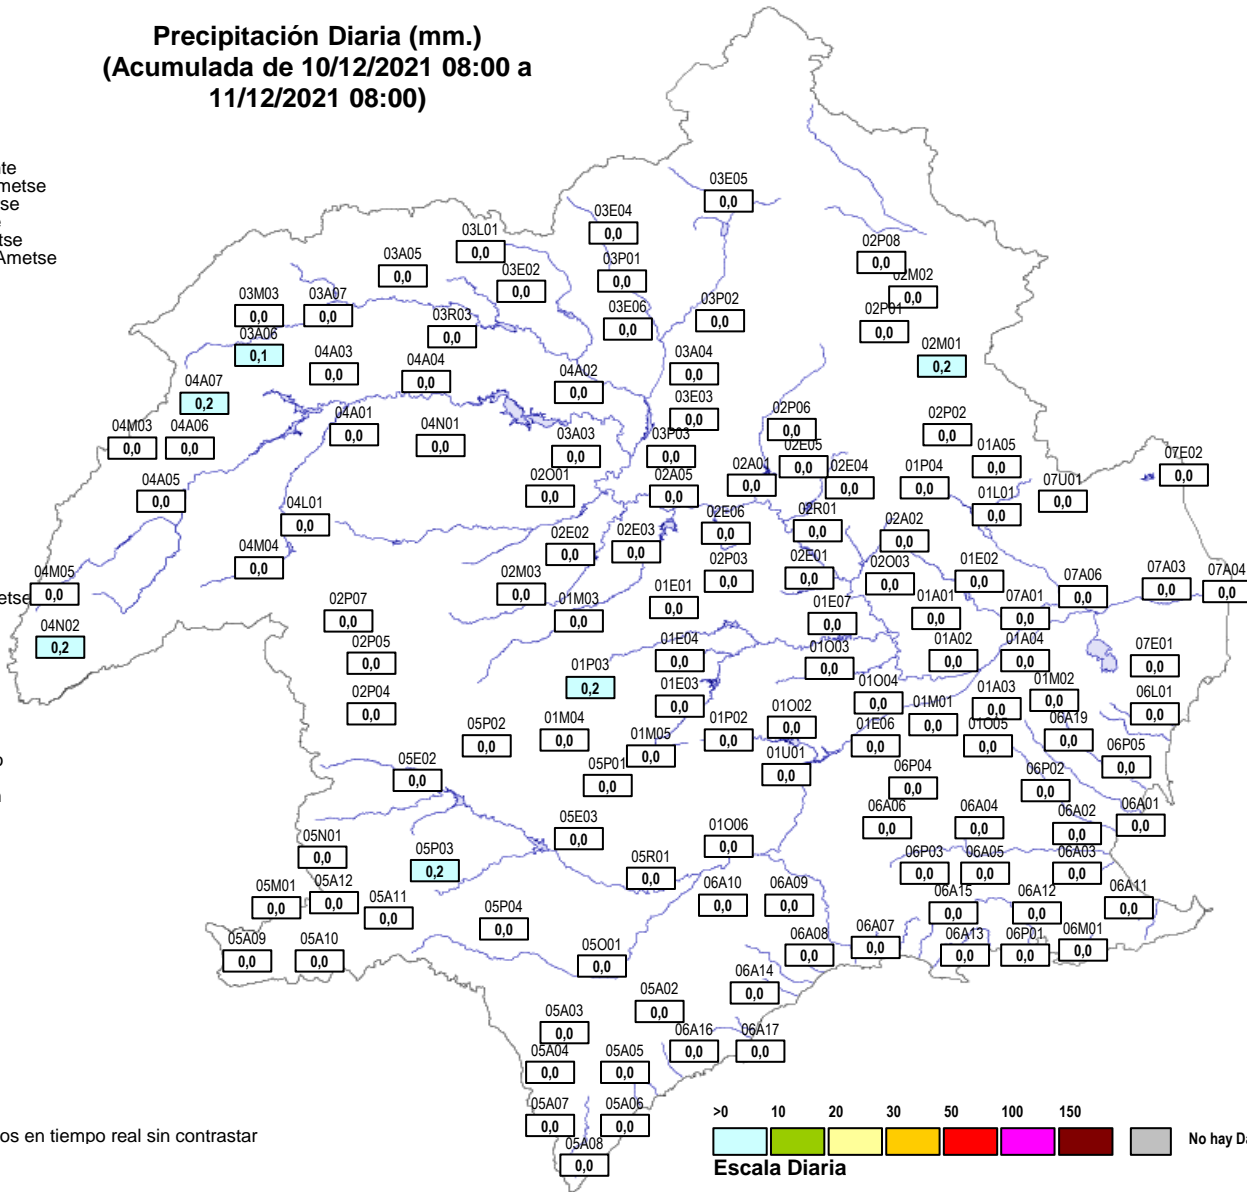 Precipitación Diaria (mm.)
(Acumulada de 10/12/2021 08:00 a
11/12/2021 08:00)
03E05
0,0
03E04
0,0
03L01
0,0
03P01
0,0
02P08
0,0
03A05
0,0
03E02
0,0
02M02
0,0
03M03
0,0
03A07
0,0
03P02
0,0
03E06
0,0
02P01
0,0
03R03
0,0
03A06
0,1
02M01
0,2
04A03
0,0
04A04
0,0
03A04
0,0
04A02
0,0
04A07
0,2
03E03
0,0
04A01
0,0
02P06
0,0
02P02
0,0
04M03
0,0
04A06
0,0
04N01
0,0
03A03
0,0
03P03
0,0
02E05
0,0
01A05
0,0
07E02
0,0
02A01
0,0
02E04
0,0
01P04
0,0
04A05
0,0
02O01
0,0
02A05
0,0
07U01
0,0
01L01
0,0
04L01
0,0
02E06
0,0
02R01
0,0
02A02
0,0
02E02
0,0
02E03
0,0
04M04
0,0
02P03
0,0
02E01
0,0
02O03
0,0
01E02
0,0
04M05
0,0
02M03
0,0
07A06
0,0
07A03
0,0
07A04
0,0
01E01
0,0
01M03
0,0
02P07
0,0
01E07
0,0
01A01
0,0
07A01
0,0
04N02
0,2
02P05
0,0
01E04
0,0
01O03
0,0
01A02
0,0
01A04
0,0
07E01
0,0
01P03
0,2
01E03
0,0
01O04
0,0
01A03
0,0
01M02
0,0
06L01
0,0
02P04
0,0
01M01
0,0
05P02
0,0
01M04
0,0
01M05
0,0
01P02
0,0
01O02
0,0
01E06
0,0
01O05
0,0
06A19
0,0
06P05
0,0
05E02
0,0
05P01
0,0
01U01
0,0
06P04
0,0
06P02
0,0
05E03
0,0
01O06
0,0
06A06
0,0
06A04
0,0
06A02
0,0
06A01
0,0
05N01
0,0
05P03
0,2
05R01
0,0
06P03
0,0
06A05
0,0
06A03
0,0
05M01
0,0
05A12
0,0
05A11
0,0
06A10
0,0
06A09
0,0
06A15
0,0
06A12
0,0
06A11
0,0
05P04
0,0
05A09
0,0
05A10
0,0
05O01
0,0
06A08
0,0
06A07
0,0
06A13
0,0
06P01
0,0
06M01
0,0
06A14
0,0
05A02
0,0
05A03
0,0
06A16
0,0
06A17
0,0
05A04
0,0
05A05
0,0
05A07
0,0
05A06
0,0
05A08
0,0
os en tiempo real sin contrastar
>0 10 20 30 50 100 150
No hay Da
Escala Diaria